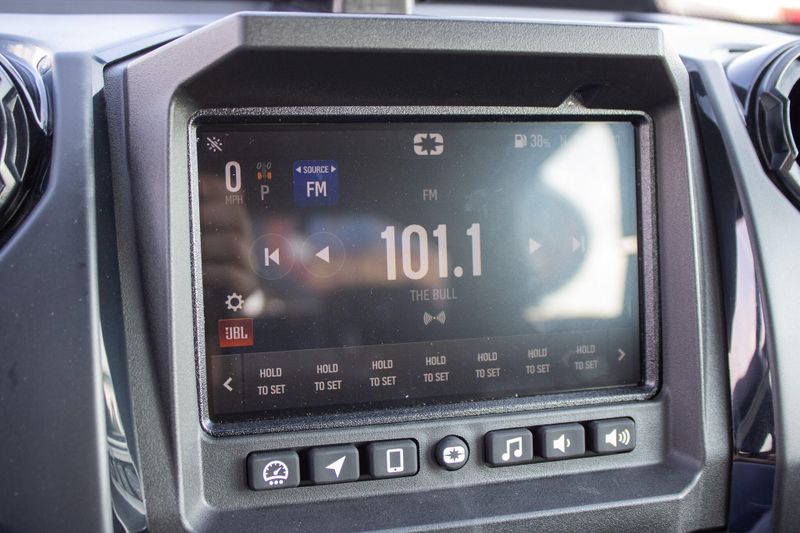 38% N
0
MPH
P
◄ SOURCE ►
FM
FM
101.1
THE BULL
JBL
HOLD TO SET
HOLD TO SET
HOLD TO SET
HOLD TO SET
HOLD TO SET
HOLD TO SET
HOLD TO SET